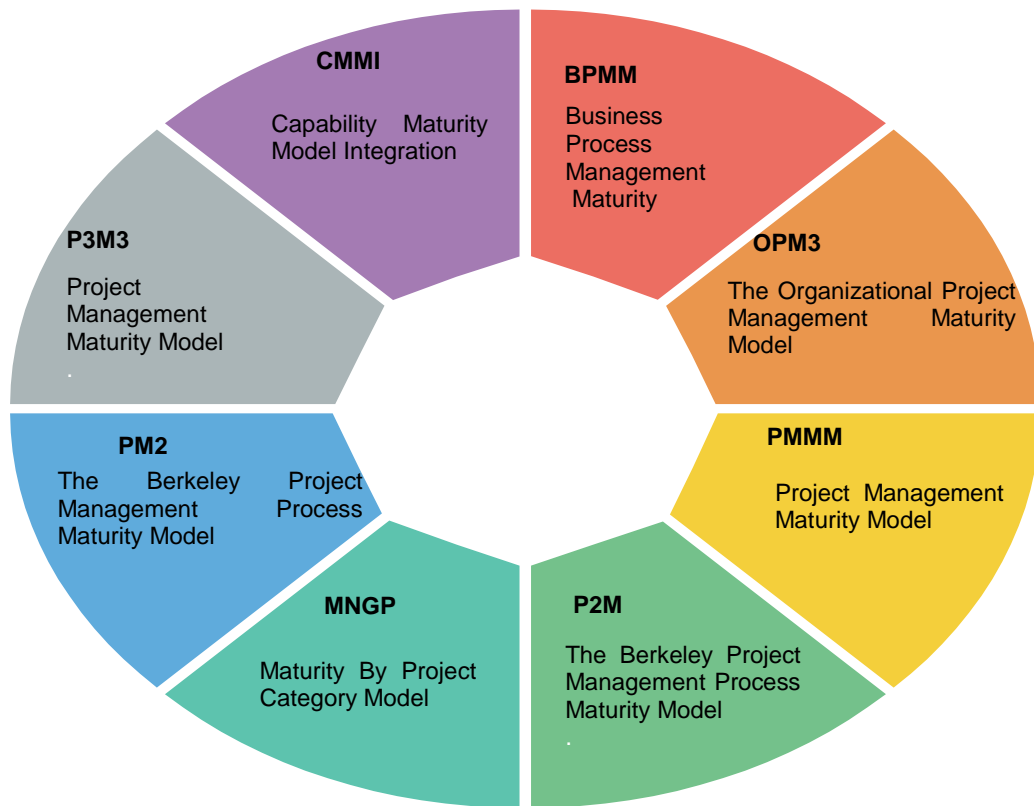 CMMI
Capability Maturity
Model Integration
BPMM
Business
Process
Management
Maturity
OPM3
The Organizational Project
Management Maturity
Model
PMMM
Project Management
Maturity Model
P2M
The Berkeley Project
Management Process
Maturity Model
.
MNGP
Maturity By Project
Category Model
PM2
The Berkeley Project
Management Process
Maturity Model
P3M3
Project
Management
Maturity Model
.